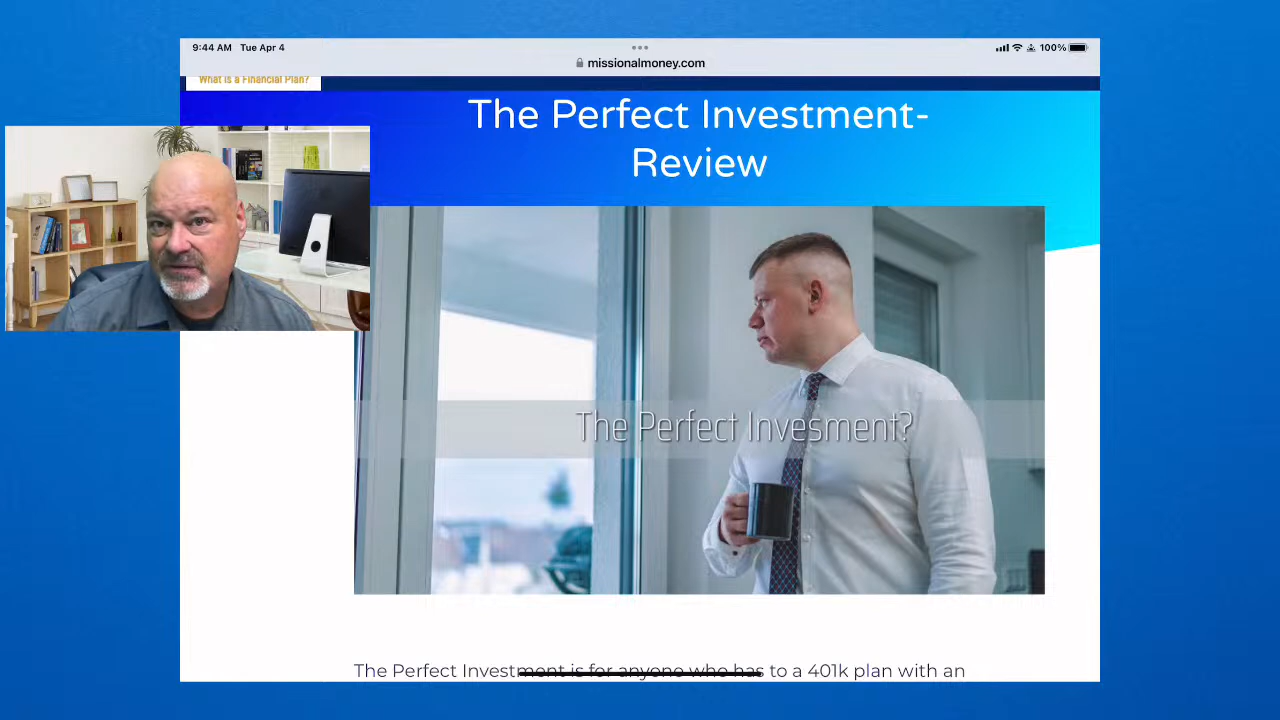 9:44 AM Tue Apr 4
100%
missionalmoney.com
What is a Financial Plan?
The Perfect Investment-
Review
The Perfect Invesment?
The Perfect Investment is for anyone who has to a 401k plan with an